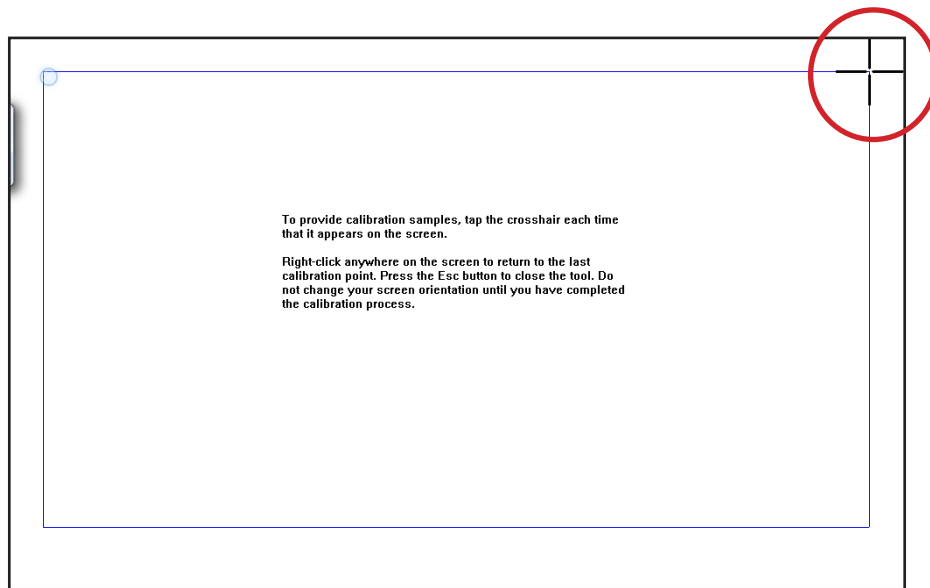 To provide calibration samples, tap the crosshair each time
that it appears on the screen.
Right-click anywhere on the screen to return to the last
calibration point. Press the Esc button to close the tool. Do
not change your screen orientation until you have completed
the calibration process.